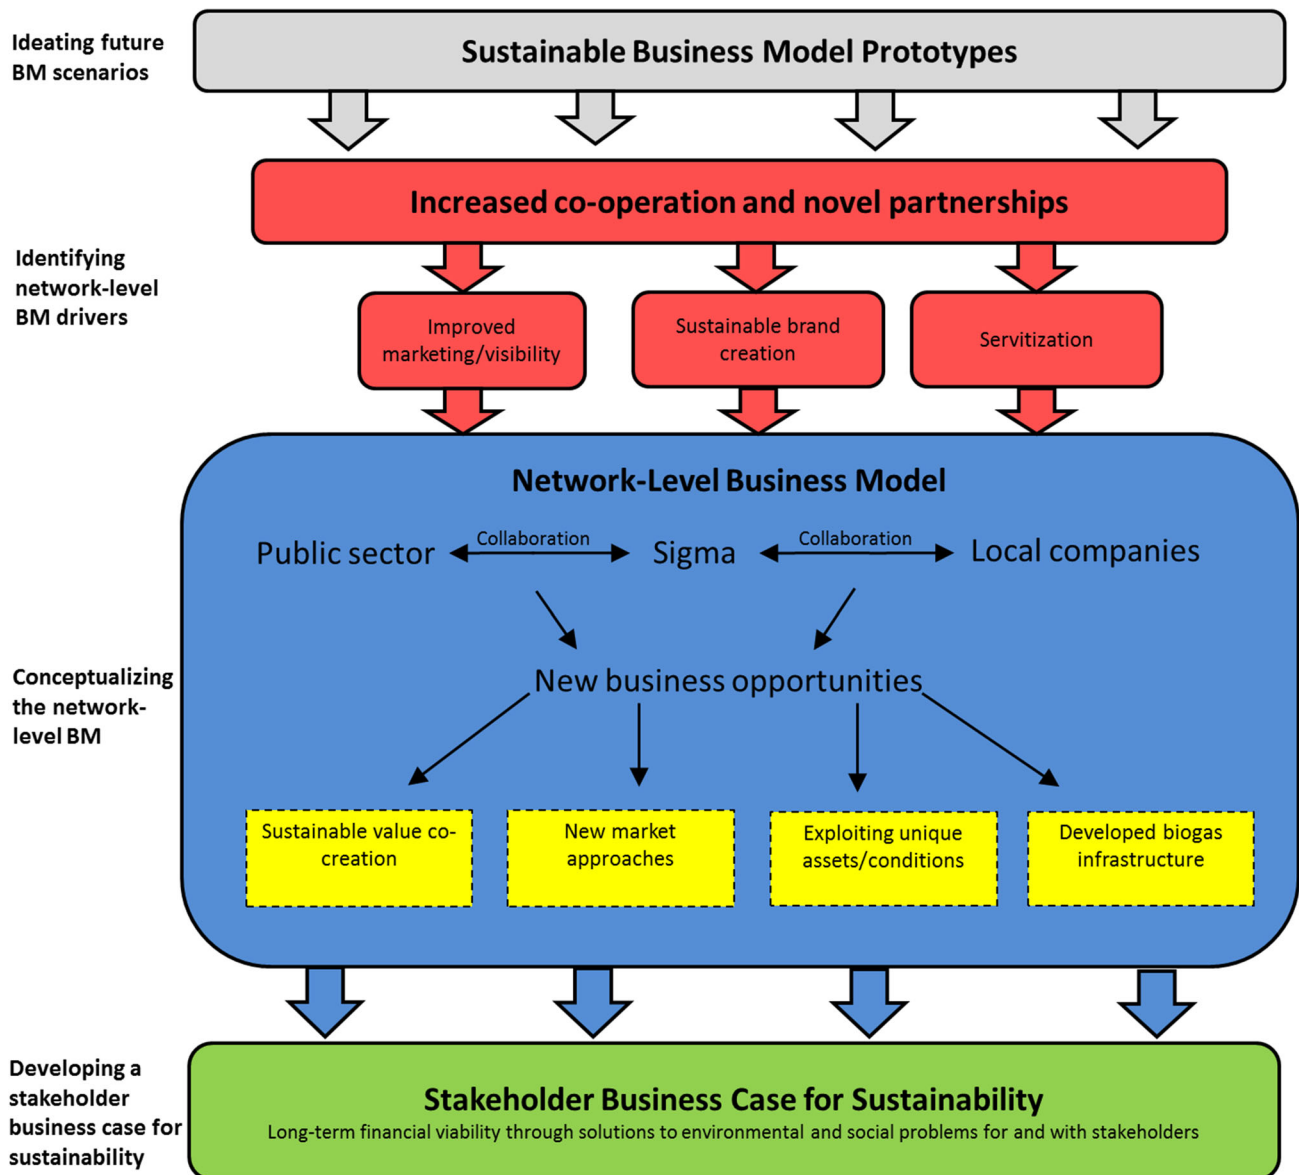 Ideating future
BM scenarios
Sustainable Business Model Prototypes
Increased co-operation and novel partnerships
Identifying
network-level
BM drivers
Improved
marketing/visibility
Sustainable brand
creation
Servitization
Network-Level Business Model
Public sector
Collaboration
Sigma
Collaboration
Local companies
New business opportunities
Conceptualizing
the network-
level BM
Sustainable value co-
creation
New market
approaches
Exploiting unique
assets/conditions
Developed biogas
infrastructure
Developing a
stakeholder
business case for
sustainability
Stakeholder Business Case for Sustainability
Long-term financial viability through solutions to environmental and social problems for and with stakeholders